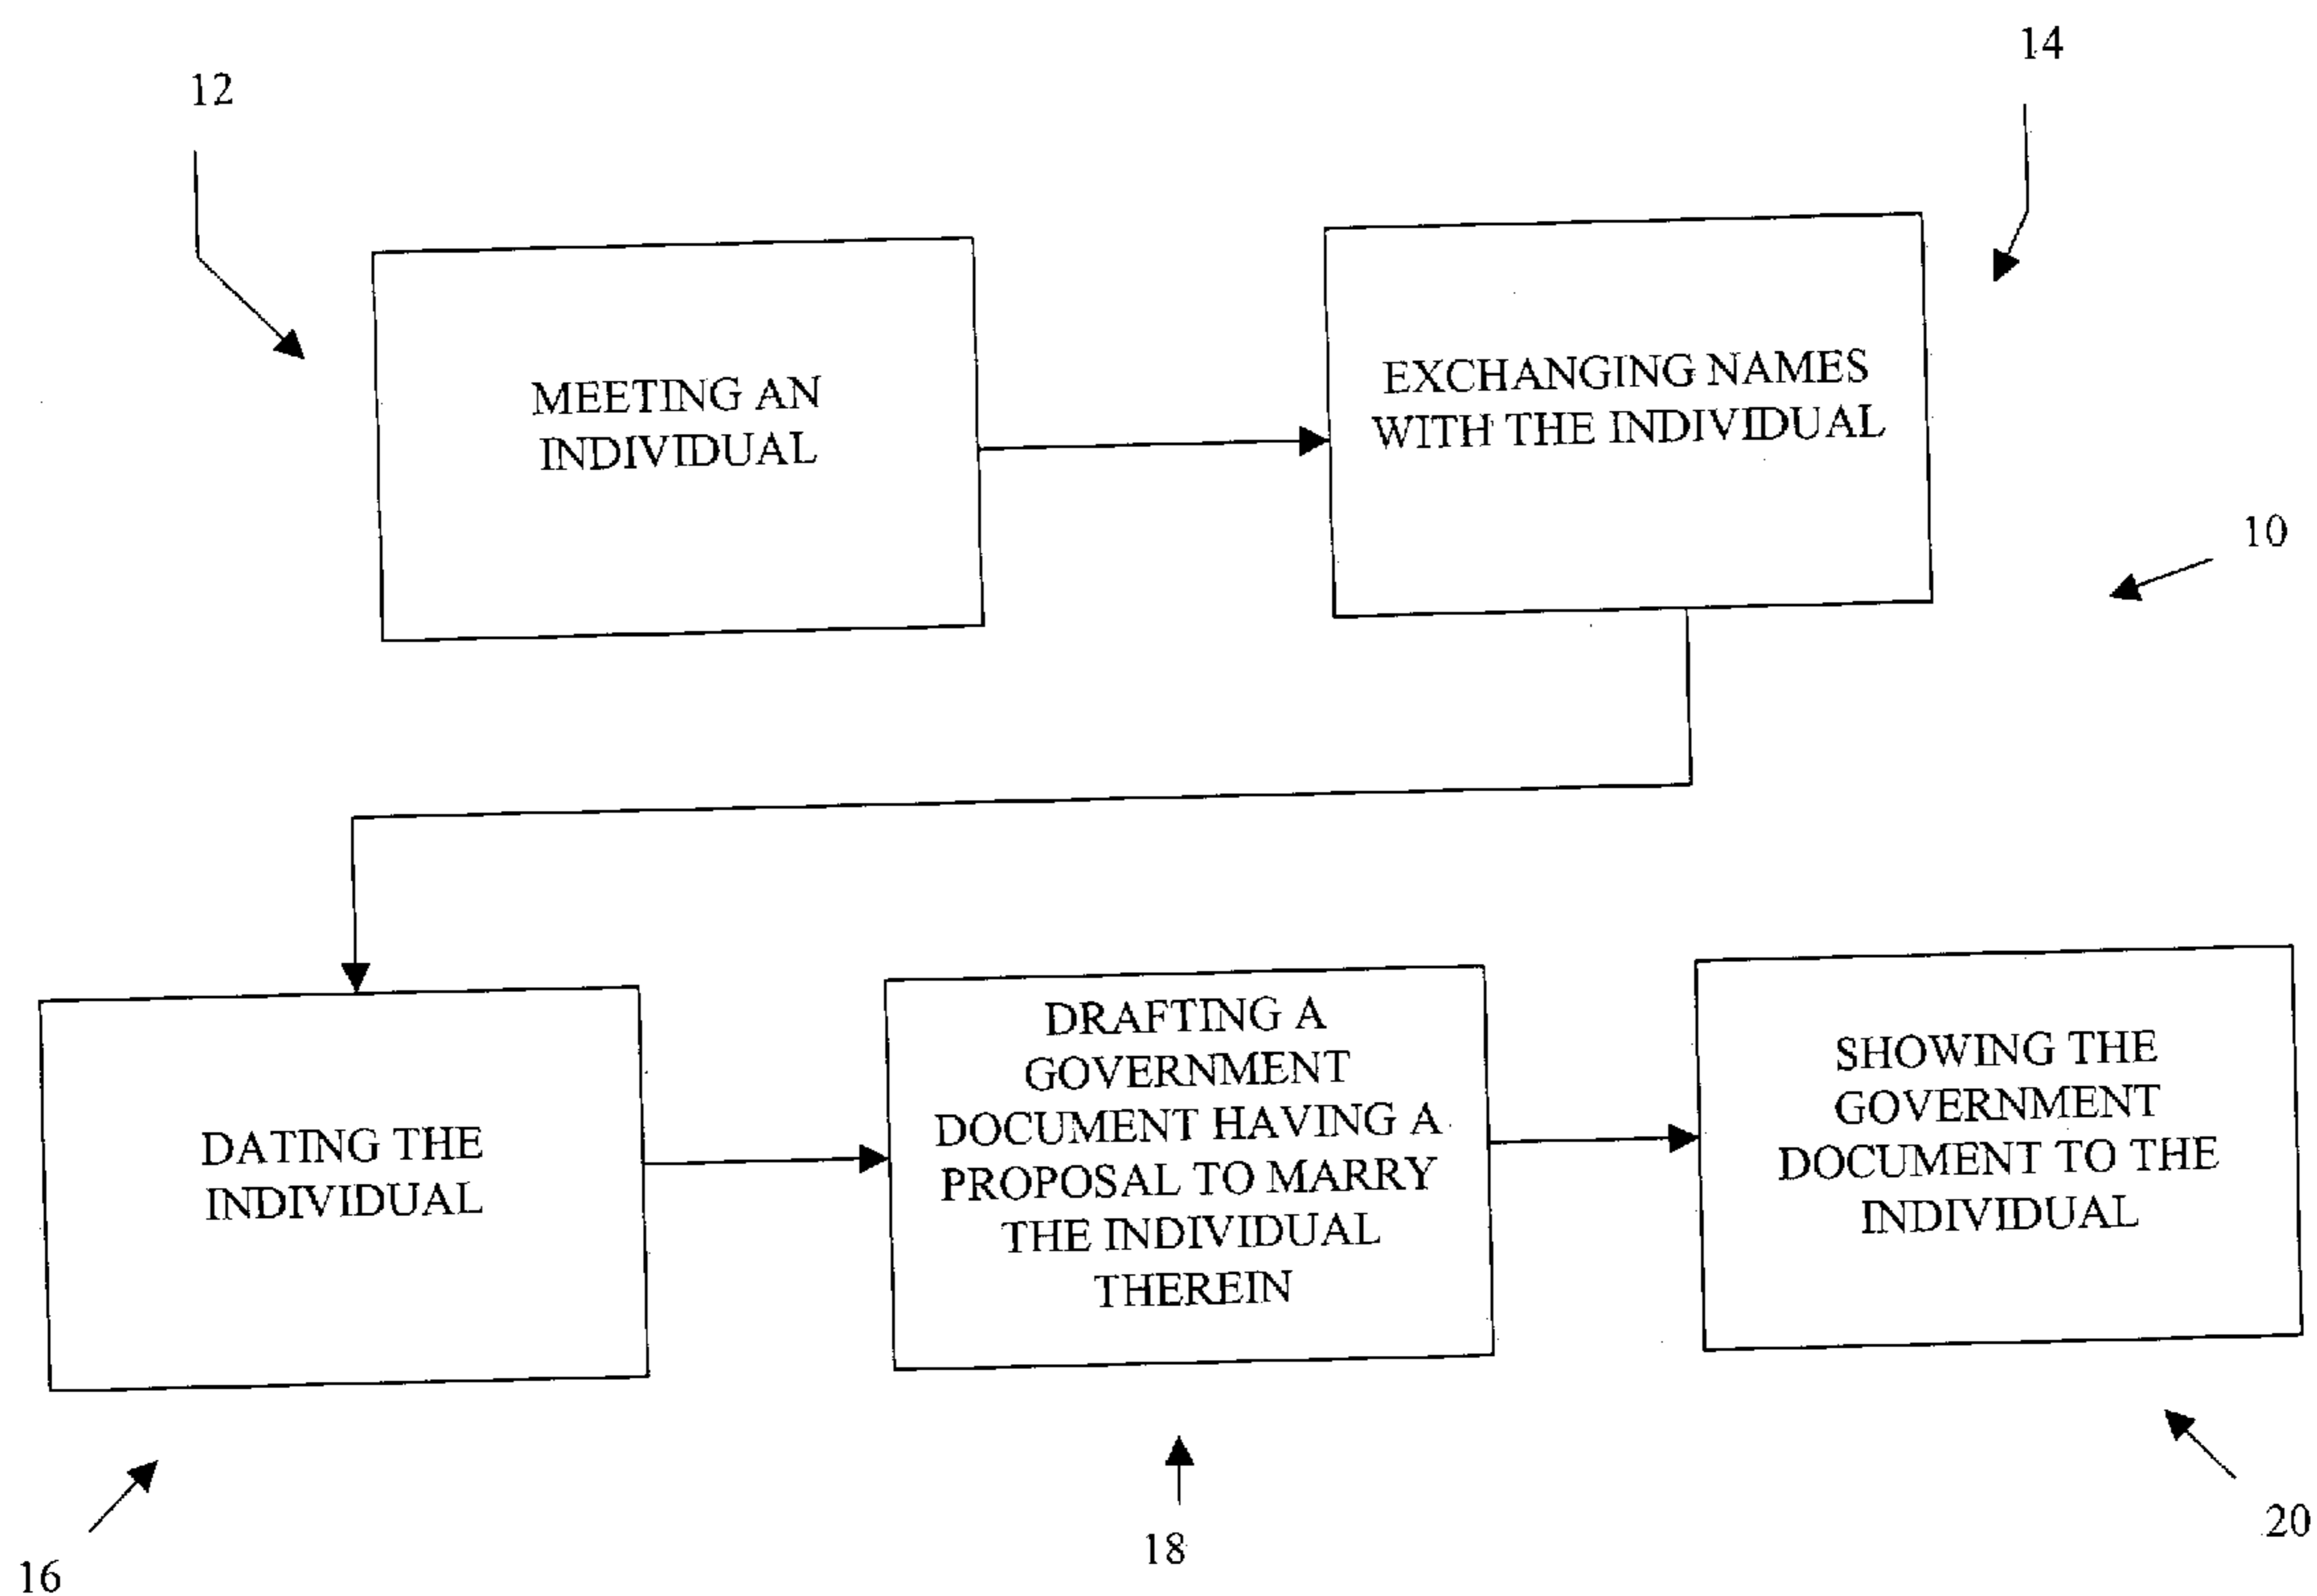 12
14
MEETING AN
INDIVIDUAL
EXCHANGING NAMES
WITH THE INDIVIDUAL
10
DATING THE
INDIVIDUAL
DRAFTING A
GOVERNMENT
DOCUMENT HAVING A
PROPOSAL TO MARRY
THE INDIVIDUAL
THEREIN
SHOWING THE
GOVERNMENT
DOCUMENT TO THE
INDIVIDUAL
16
18
20